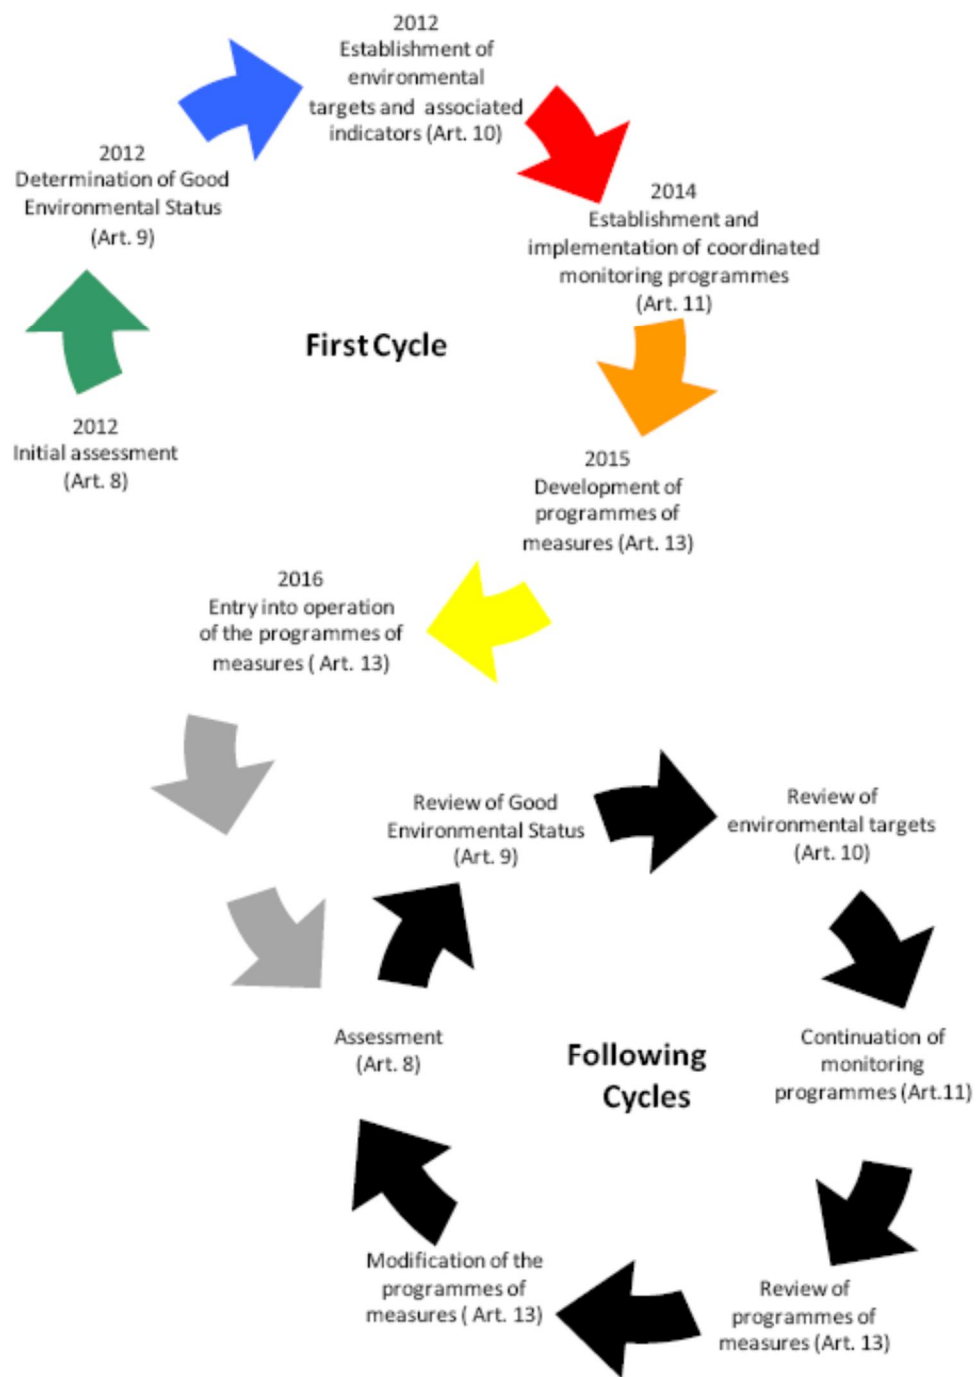 2012
Establishment of
environmental
targets and associated
indicators (Art. 10)
2012
Determination of Good
Environmental Status
(Art. 9)
2014
Establishment and
implementation of coordinated
monitoring programmes
(Art. 11)
First Cycle
2012
Initial assessment
(Art. 8)
2015
Development of
programmes of
measures (Art. 13)
2016
Entry into operation
of the programmes of
measures ( Art. 13)
Review of Good
Environmental Status
(Art. 9)
Review of
environmental targets
(Art. 10)
Assessment
(Art. 8)
Following
Cycles
Continuation of
monitoring
programmes (Art.11)
Modification of the
programmes of
measures ( Art. 13)
Review of
programmes of
measures (Art. 13)